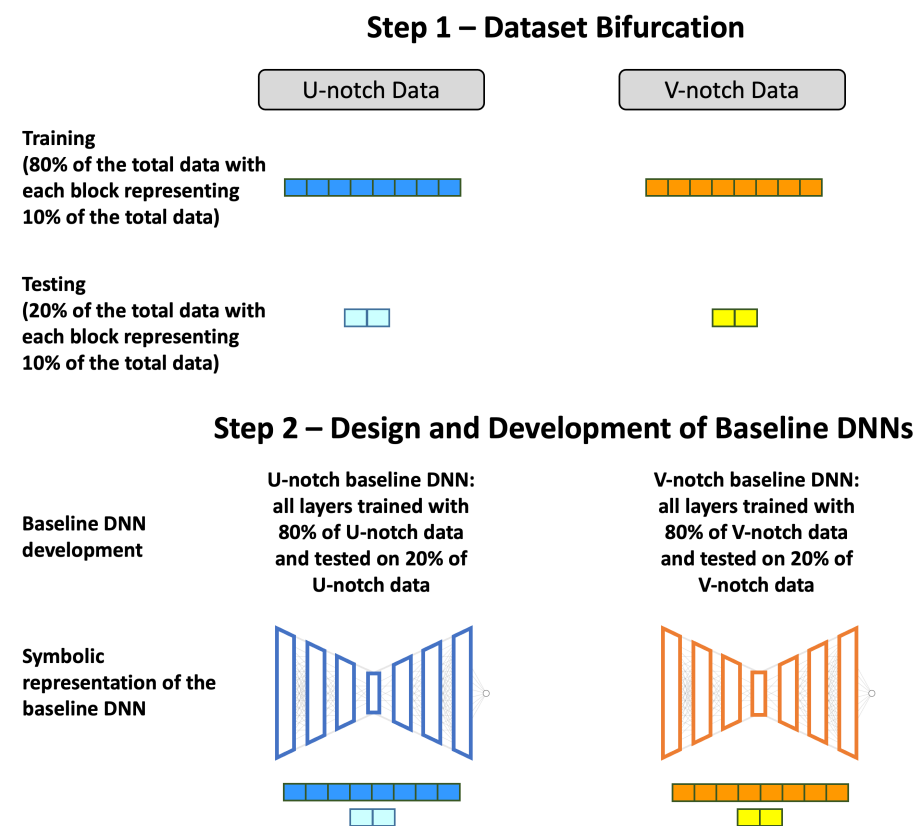 Step 1 – Dataset Bifurcation
U-notch Data
V-notch Data
Training
(80% of the total data with
each block representing
10% of the total data)
Testing
(20% of the total data with
each block representing
10% of the total data)
Step 2 – Design and Development of Baseline DNNs
Baseline DNN
development
U-notch baseline DNN:
all layers trained with
80% of U-notch data
and tested on 20% of
U-notch data
V-notch baseline DNN:
all layers trained with
80% of V-notch data
and tested on 20% of
V-notch data
Symbolic
representation of the
baseline DNN